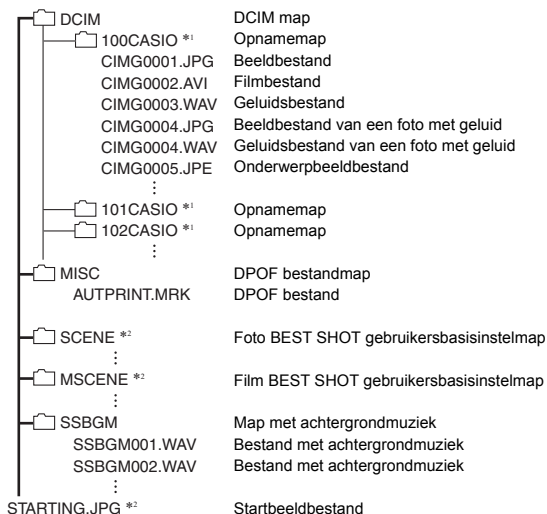 DCIM DCIM map
100CASIO *1 Opnamemap
CIMG0001.JPG Beeldbestand
CIMG0002.AVI Filmbestand
CIMG0003.WAV Geluidsbestand
CIMG0004.JPG Beeldbestand van een foto met geluid
CIMG0004.WAV Geluidsbestand van een foto met geluid
CIMG0005.JPE Onderwerpbeeldbestand
⋮
101CASIO *1 Opnamemap
102CASIO *1 Opnamemap
⋮
MISC DPOF bestandmap
AUTPRINT.MRK DPOF bestand
SCENE *2 Foto BEST SHOT gebruikersbasisinstelmap
⋮
MSCENE *2 Film BEST SHOT gebruikersbasisinstelmap
⋮
SSBGM Map met achtergrondmuziek
SSBGM001.WAV Bestand met achtergrondmuziek
SSBGM002.WAV Bestand met achtergrondmuziek
⋮
STARTING.JPG *2 Startbeeldbestand